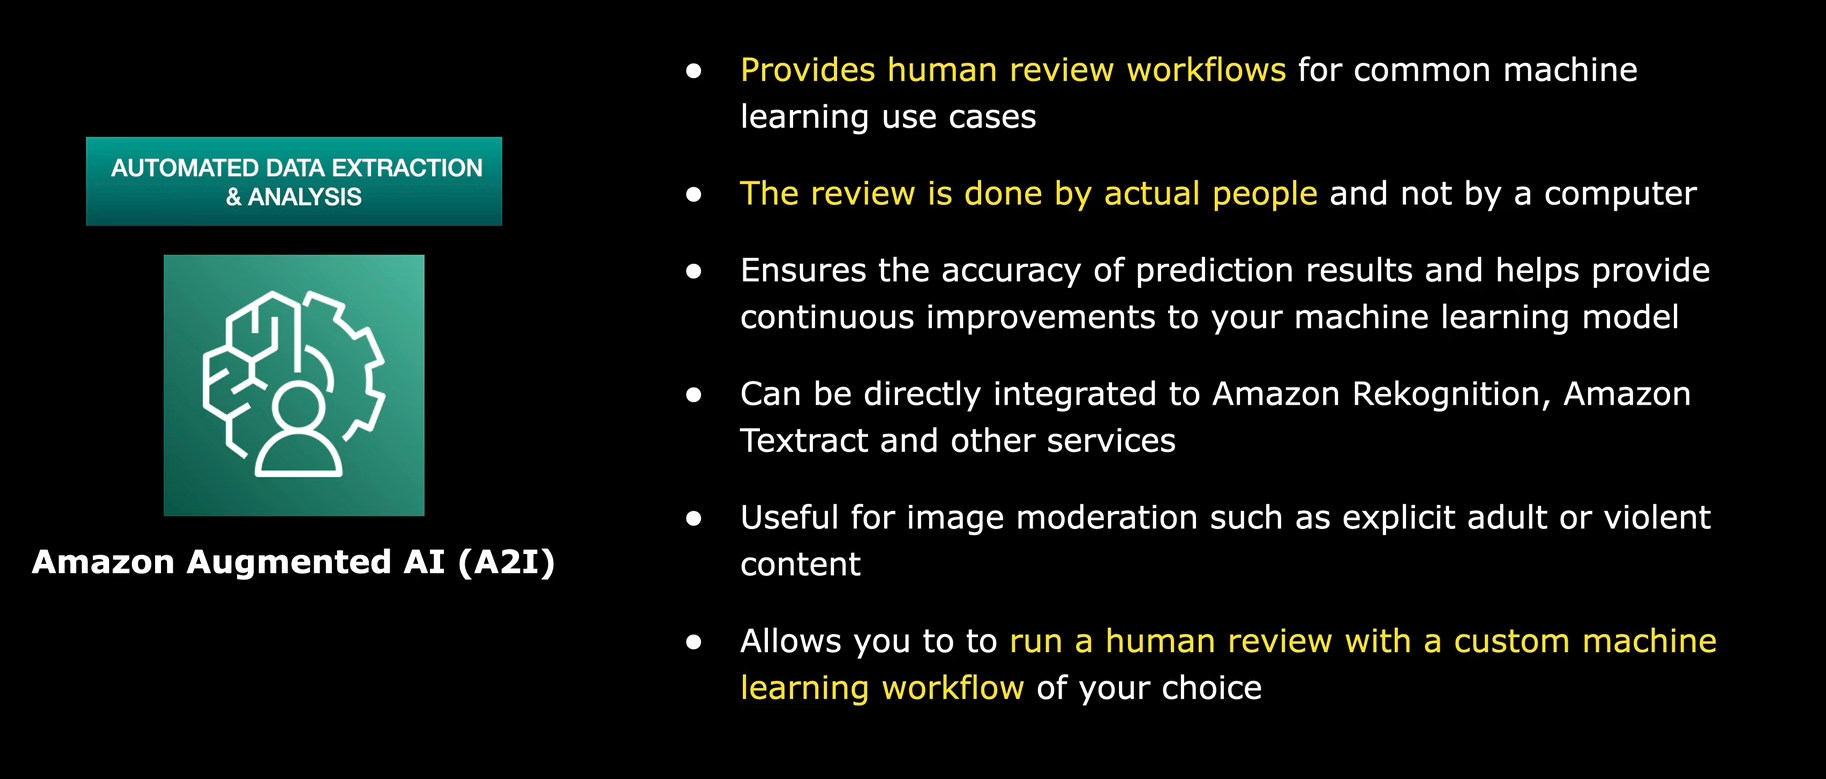 AUTOMATED DATA EXTRACTION
& ANALYSIS
Amazon Augmented AI (A2I)
● Provides human review workflows for common machine
learning use cases
● The review is done by actual people and not by a computer
● Ensures the accuracy of prediction results and helps provide
continuous improvements to your machine learning model
● Can be directly integrated to Amazon Rekognition, Amazon
Textract and other services
● Useful for image moderation such as explicit adult or violent
content
● Allows you to to run a human review with a custom machine
learning workflow of your choice